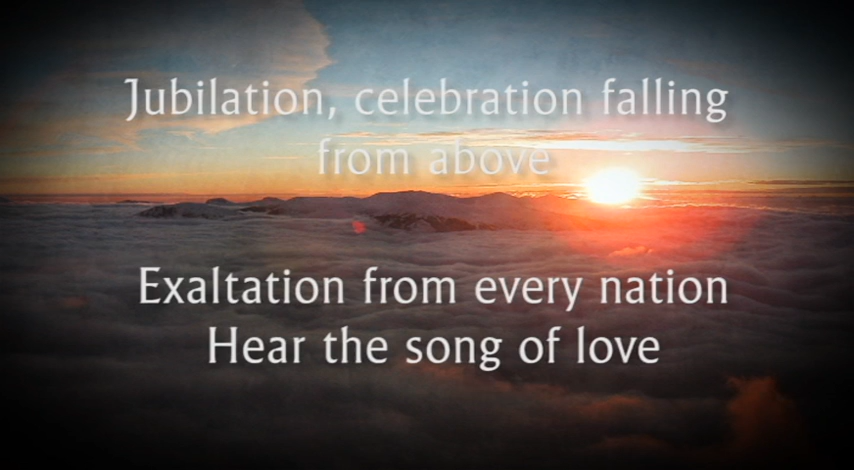 Jubilation, celebration falling
from above
Exaltation from every nation
Hear the song of love